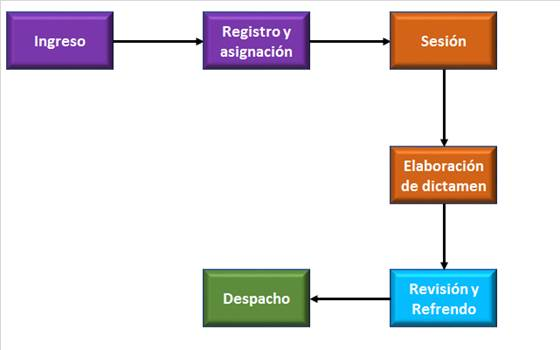 Ingreso
Registro y
asignación
Sesión
Elaboración
de dictamen
Revisión y
Refrendo
Despacho